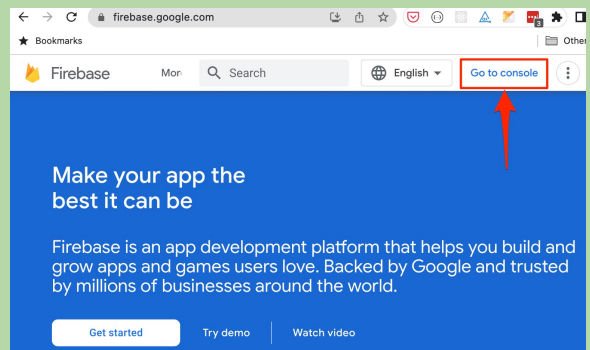 firebase.google.com
3
Bookmarks
Other
Firebase
Mor
Search
English
Go to console
Make your app the
best it can be
Firebase is an app development platform that helps you build and
grow apps and games users love. Backed by Google and trusted
by millions of businesses around the world.
Get started
Try demo
Watch video